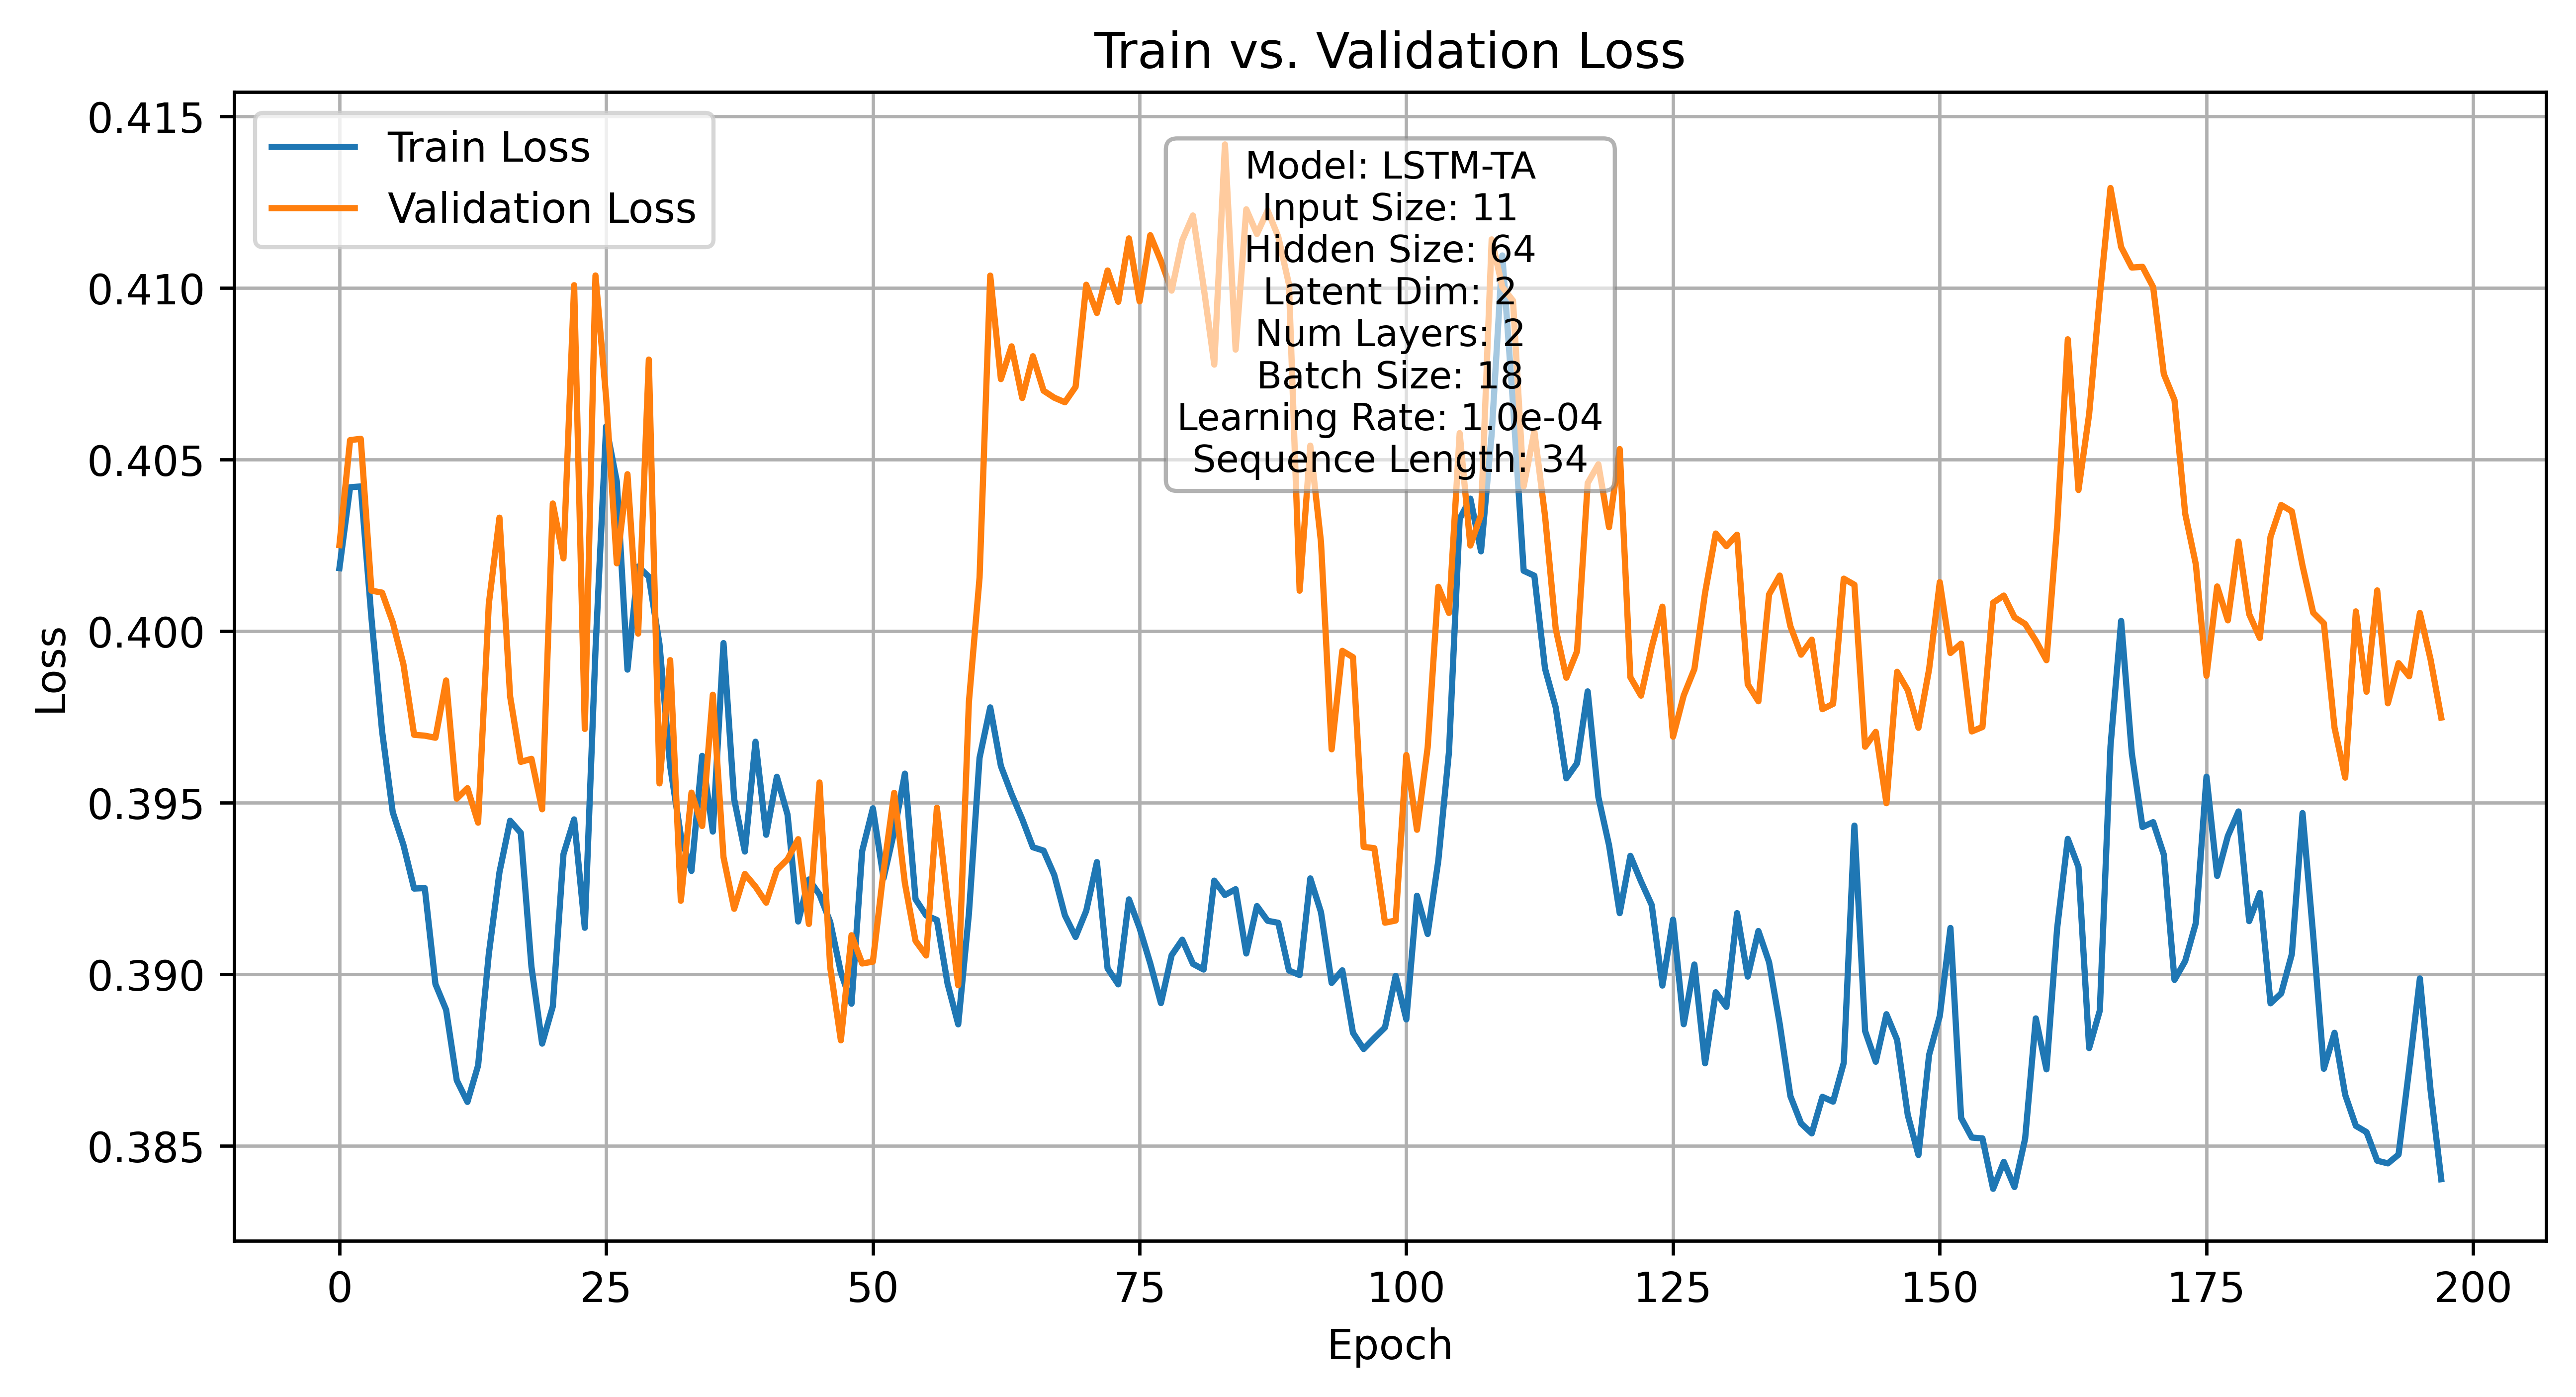 Train vs. Validation Loss
Train Loss
Validation Loss
Model: LSTM-TA
Input Size: 11
Hidden Size: 64
Latent Dim: 2
Num Layers: 2
Batch Size: 18
Learning Rate: 1.0e-04
Sequence Length: 34
Loss
0.415
0.410
0.405
0.400
0.395
0.390
0.385
0 25 50 75 100 125 150 175 200
Epoch